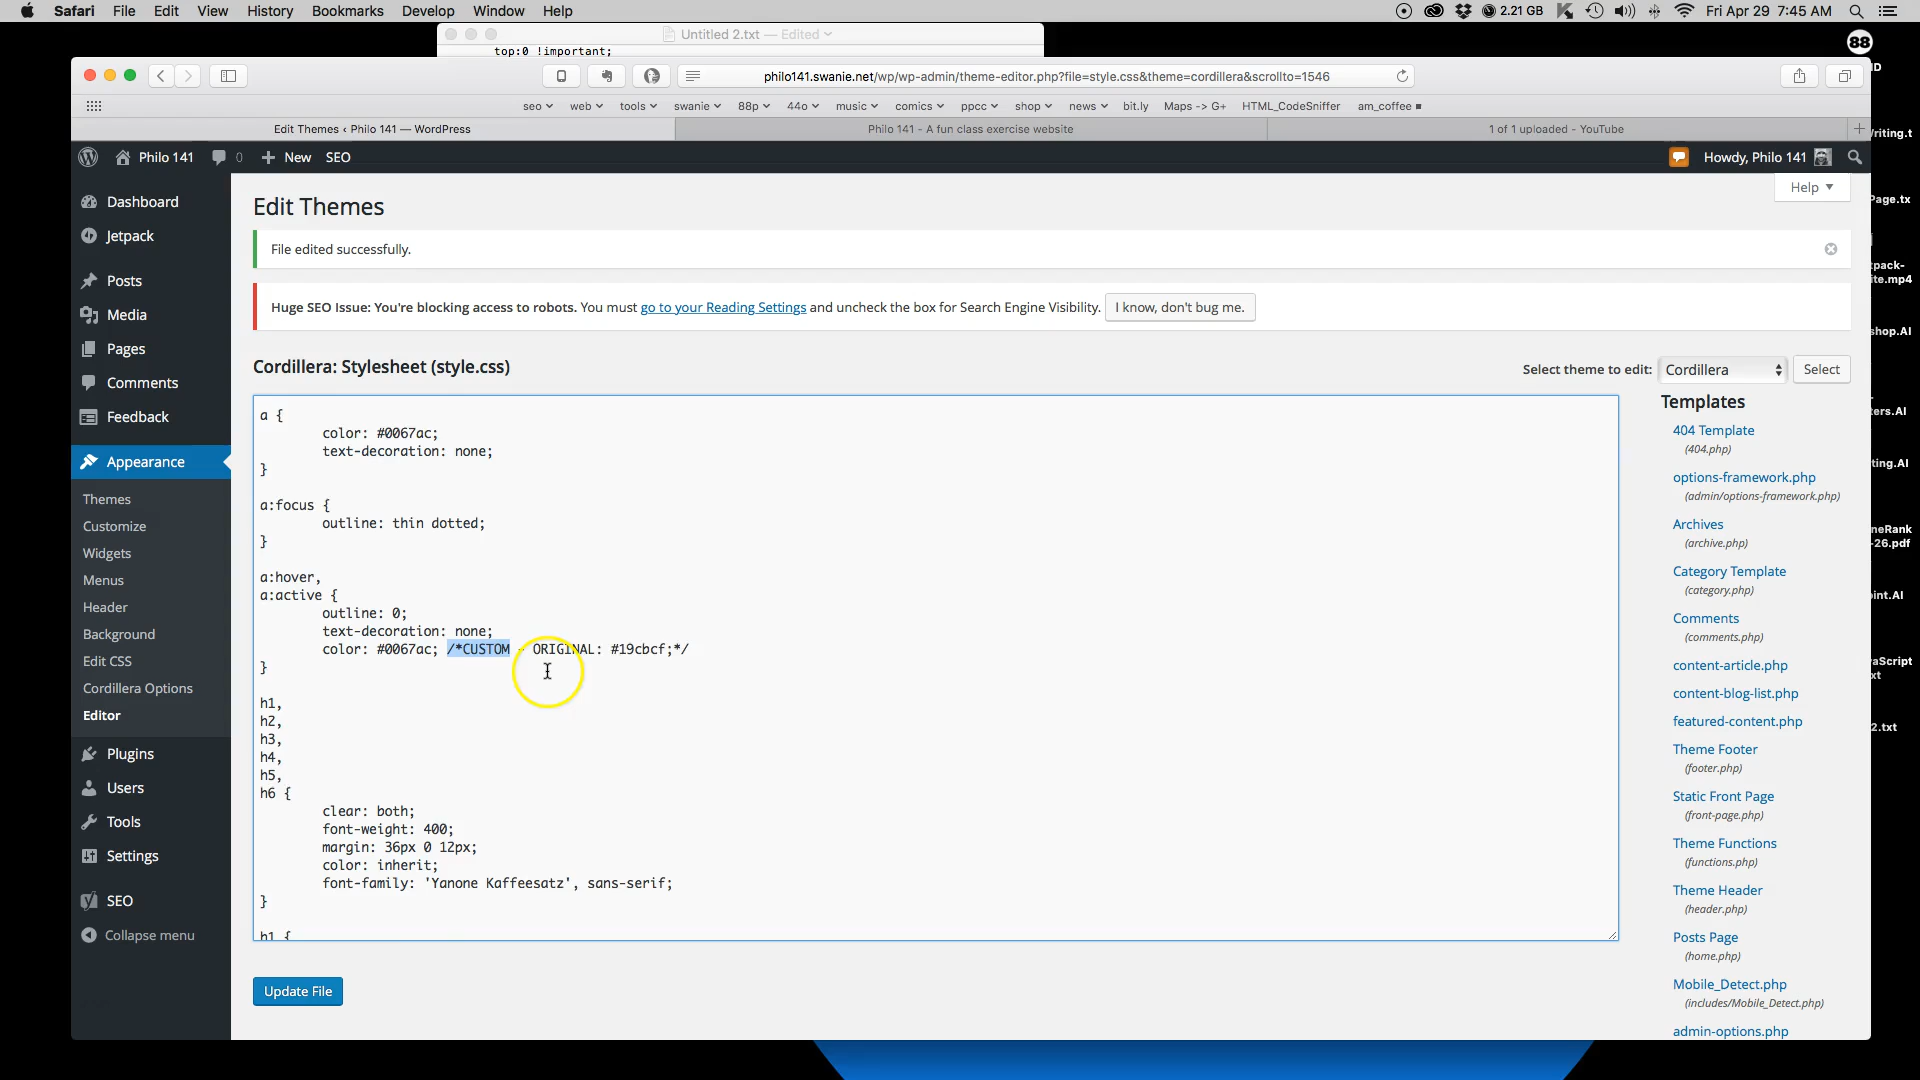 Safari File Edit View History Bookmarks Develop Window Help 2.21 GB Fri Apr 29 7:45 AM
Untitled 2.txt — Edited
top:0 !important;
88
philo141.swanie.net/wp/wp-admin/theme-editor.php?file=style.css&theme=cordillera&scrollto=1546
seo web tools swanie 88p 44o music comics ppcc shop news bit.ly Maps -> G+ HTML_CodeSniffer am_coffee
Edit Themes ‹ Philo 141 — WordPress Philo 141 - A fun class exercise website 1 of 1 uploaded - YouTube
Philo 141 0 New SEO Howdy, Philo 141
Help
Dashboard
Jetpack
Posts
Media
Pages
Comments
Feedback
Appearance
Themes
Customize
Widgets
Menus
Header
Background
Edit CSS
Cordillera Options
Editor
Plugins
Users
Tools
Settings
SEO
Collapse menu
Edit Themes
File edited successfully.
Huge SEO Issue: You're blocking access to robots. You must go to your Reading Settings and uncheck the box for Search Engine Visibility. I know, don't bug me.
Cordillera: Stylesheet (style.css)
Select theme to edit: Cordillera Select
a {
color: #0067ac;
text-decoration: none;
}
a:focus {
outline: thin dotted;
}
a:hover,
a:active {
outline: 0;
text-decoration: none;
color: #0067ac; /*CUSTOM - ORIGINAL: #19cbcf;*/
}
h1,
h2,
h3,
h4,
h5,
h6 {
clear: both;
font-weight: 400;
margin: 36px 0 12px;
color: inherit;
font-family: 'Yanone Kaffeesatz', sans-serif;
}
h1 {
Update File
Templates
404 Template
(404.php)
options-framework.php
(admin/options-framework.php)
Archives
(archive.php)
Category Template
(category.php)
Comments
(comments.php)
content-article.php
content-blog-list.php
featured-content.php
Theme Footer
(footer.php)
Static Front Page
(front-page.php)
Theme Functions
(functions.php)
Theme Header
(header.php)
Posts Page
(home.php)
Mobile_Detect.php
(includes/Mobile_Detect.php)
admin-options.php